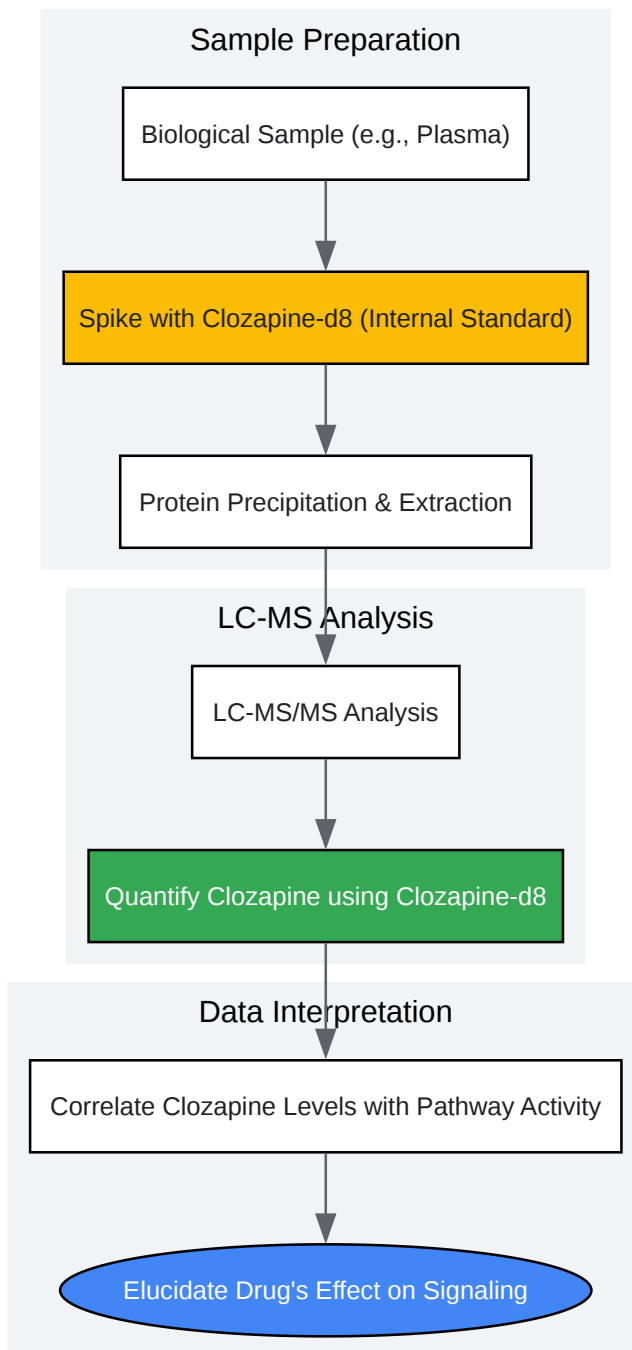 Sample Preparation
Biological Sample (e.g., Plasma)
Spike with Clozapine-d8 (Internal Standard)
Protein Precipitation & Extraction
LC-MS Analysis
LC-MS/MS Analysis
Quantify Clozapine using Clozapine-d8
Data Interpretation
Correlate Clozapine Levels with Pathway Activity
Elucidate Drug's Effect on Signaling